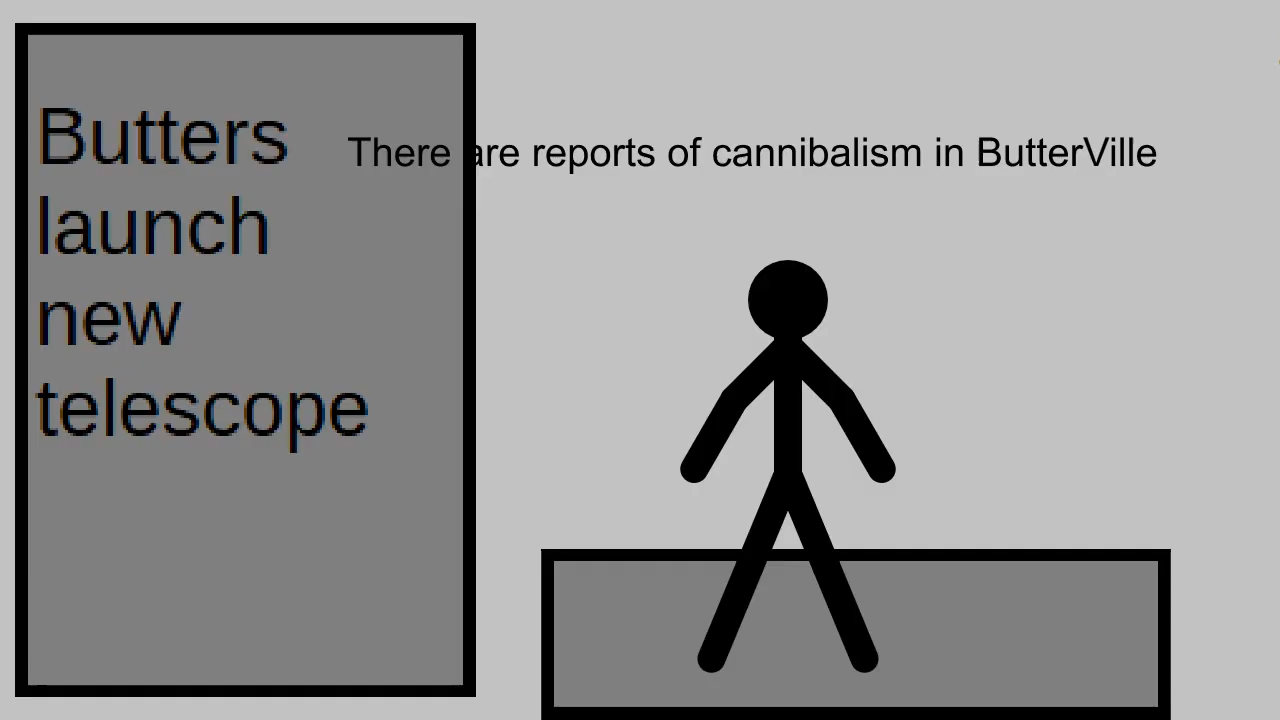 Butters
launch
new
telescope
There are reports of cannibalism in ButterVille